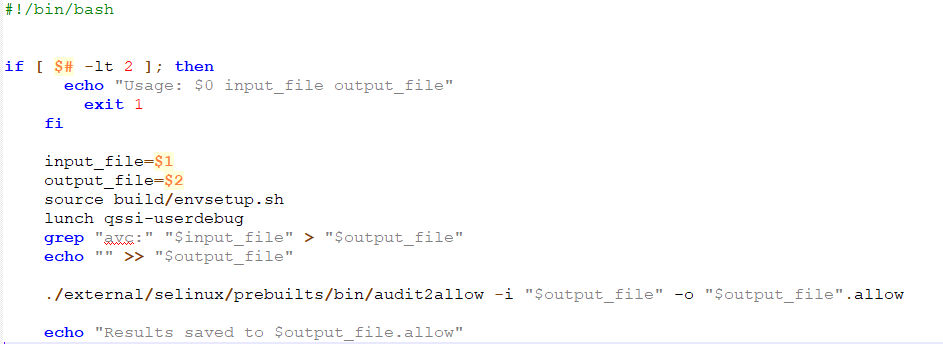 #!/bin/bash
if [ $# -lt 2 ]; then
echo "Usage: $0 input_file output_file"
exit 1
fi
input_file=$1
output_file=$2
source build/envsetup.sh
lunch qssi-userdebug
grep "avc:" "$input_file" > "$output_file"
echo "" >> "$output_file"
./external/selinux/prebuilts/bin/audit2allow -i "$output_file" -o "$output_file".allow
echo "Results saved to $output_file.allow"